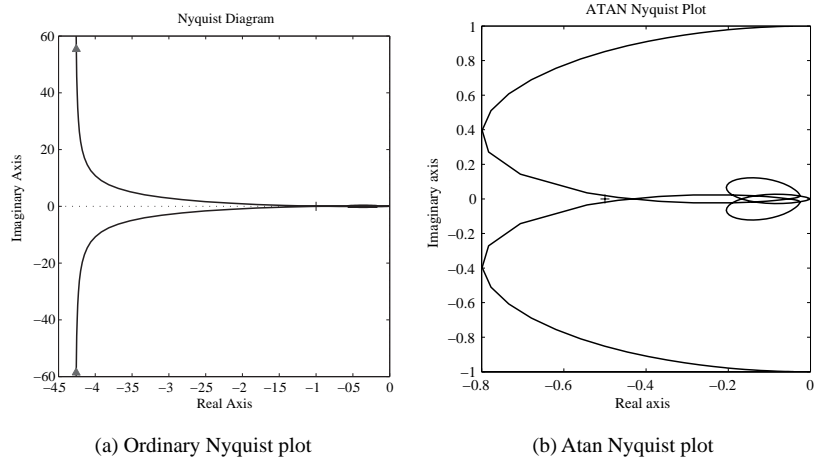 Nyquist Diagram
60
40
20
0
−20
−40
−60
−45 −4 −35 −3 −25 −2 −15 −1 −05 0
Imaginary Axis
Real Axis
(a) Ordinary Nyquist plot
ATAN Nyquist Plot
1
0.8
0.6
0.4
0.2
0
−0.2
−0.4
−0.6
−0.8
−1
−0.8 −0.6 −0.4 −0.2 0
Imaginary axis
Real axis
(b) Atan Nyquist plot